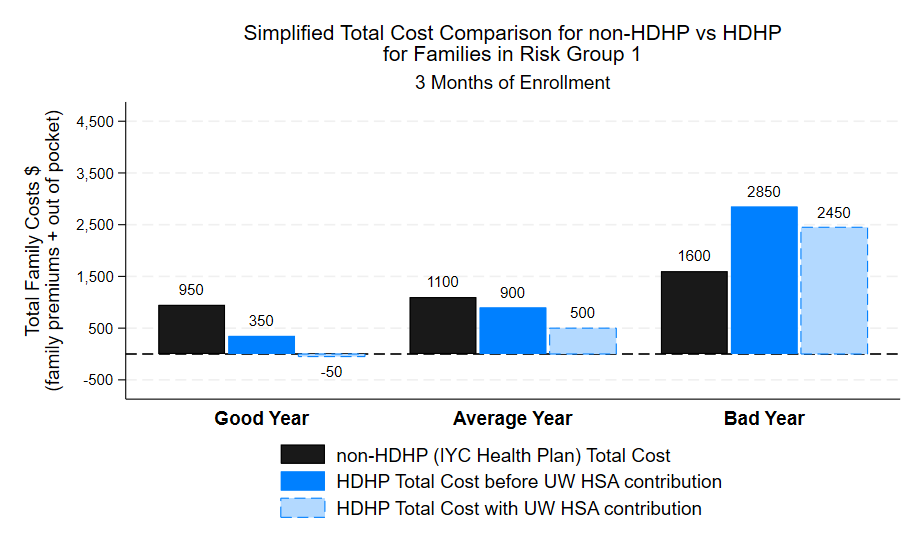 Simplified Total Cost Comparison for non-HDHP vs HDHP
for Families in Risk Group 1
3 Months of Enrollment
Total Family Costs $
(family premiums + out of pocket)
4,500
3,500
2,500
1,500
500
-500
950
350
-50
1100
900
500
1600
2850
2450
Good Year
Average Year
Bad Year
non-HDHP (IYC Health Plan) Total Cost
HDHP Total Cost before UW HSA contribution
HDHP Total Cost with UW HSA contribution